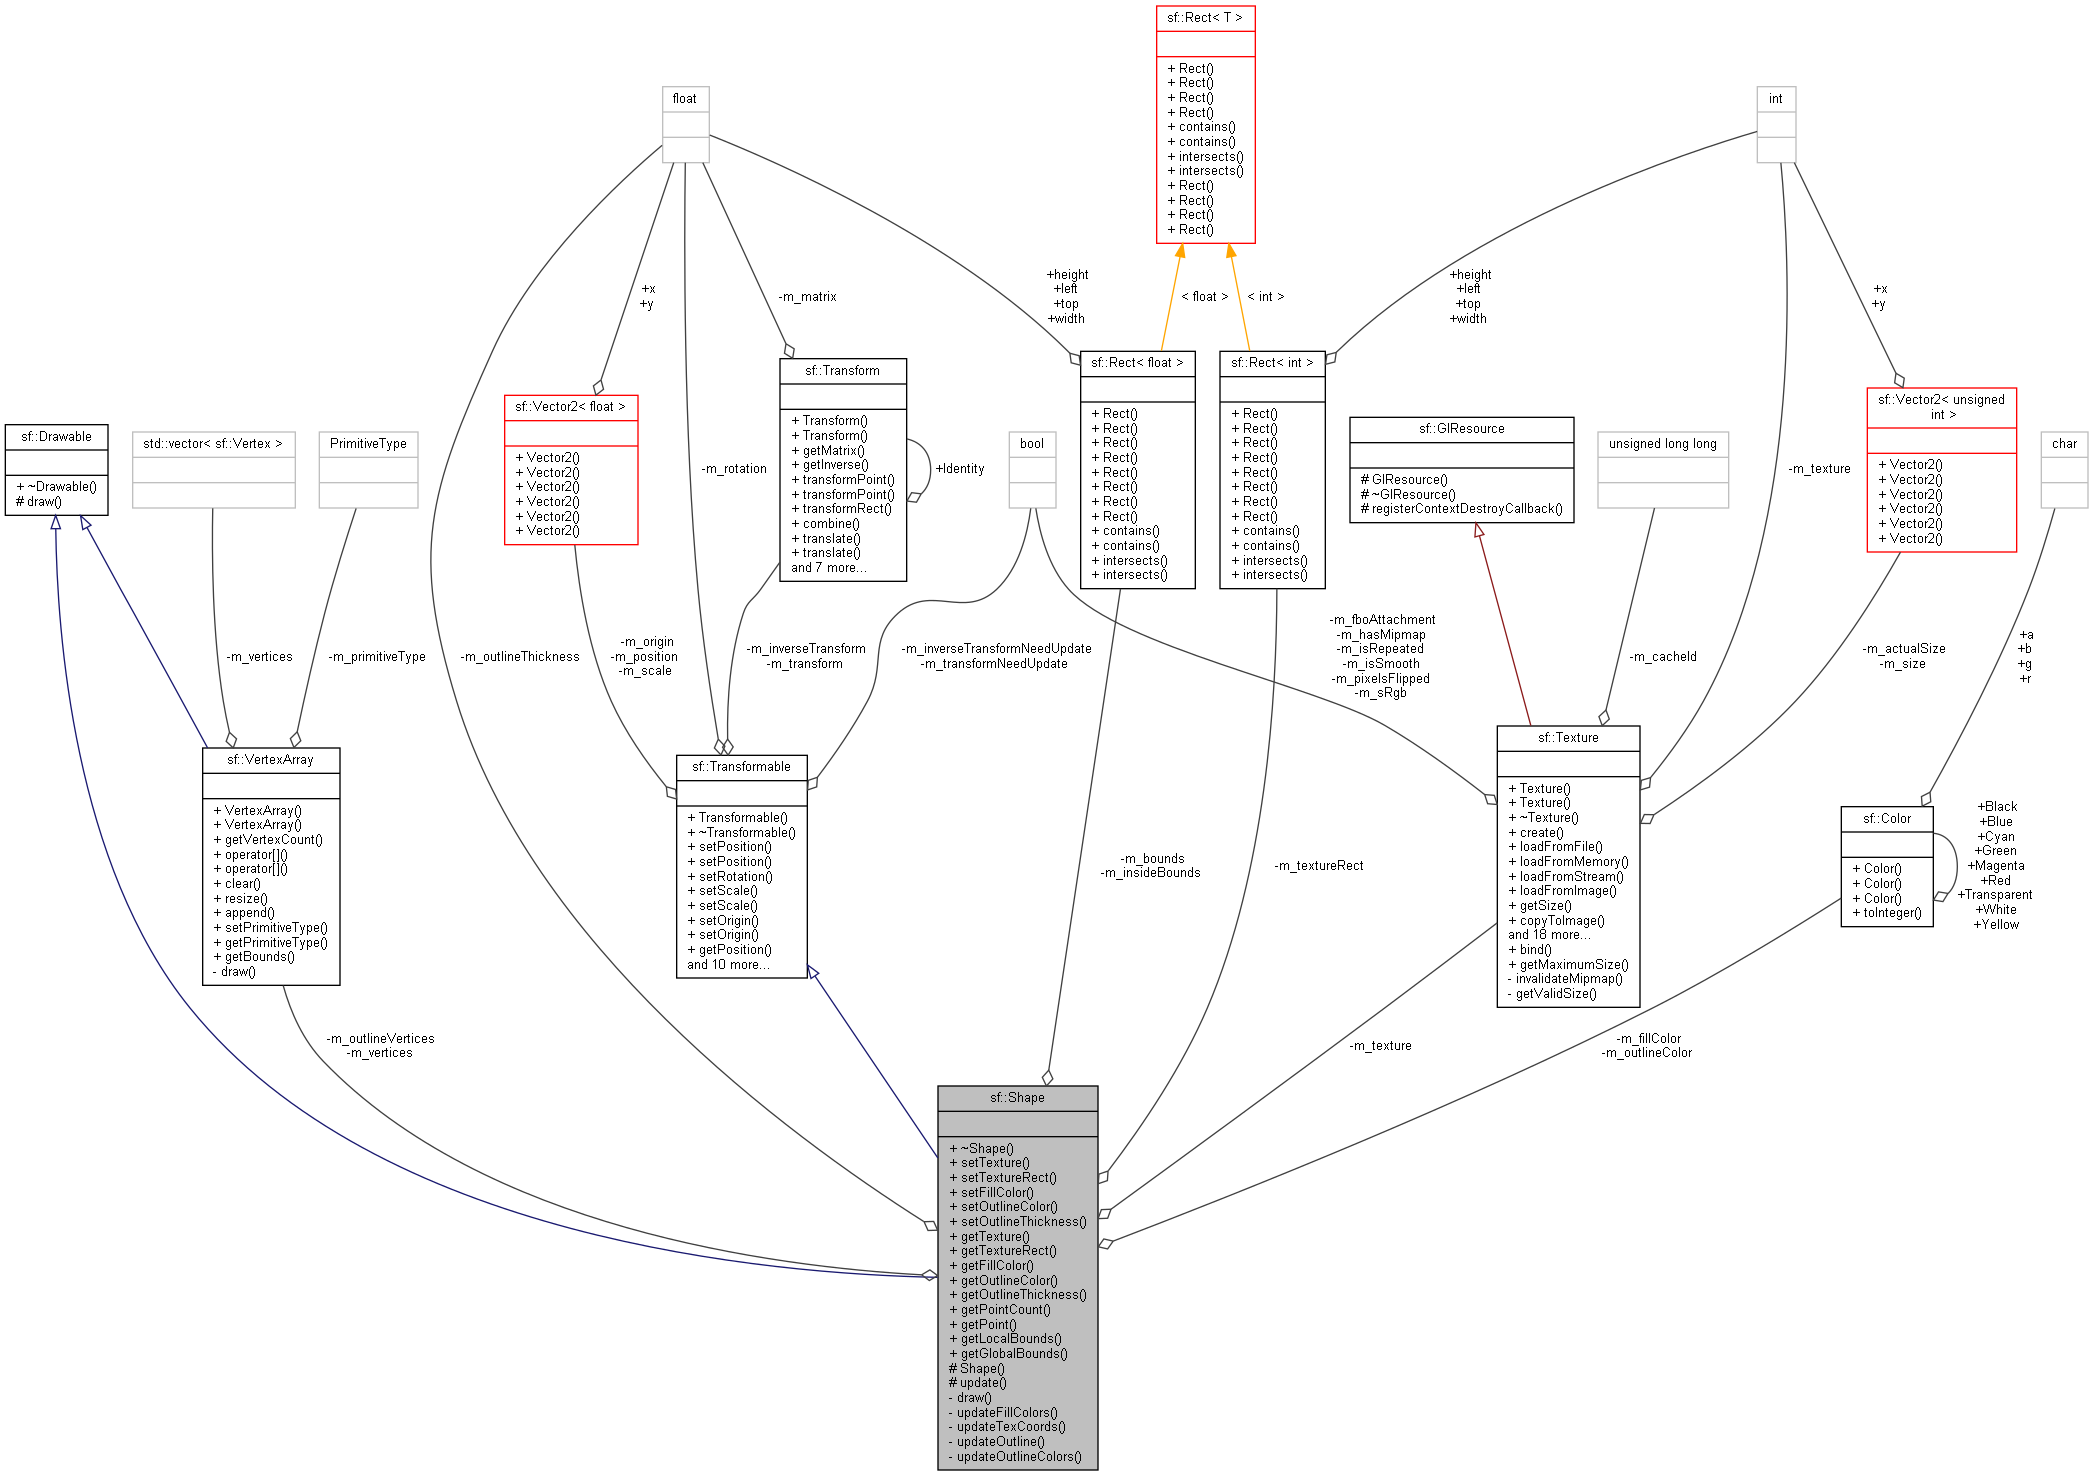 sf::Rect< T >
+ Rect()
+ Rect()
+ Rect()
+ Rect()
+ contains()
+ contains()
+ intersects()
+ intersects()
+ Rect()
+ Rect()
+ Rect()
+ Rect()
float
int
+height
+left
+top
+width
< float >
< int >
+height
+left
+top
+width
+x
+y
-m_matrix
+x
+y
sf::Drawable
+ ~Drawable()
# draw()
std::vector< sf::Vertex >
PrimitiveType
sf::Vector2< float >
+ Vector2()
+ Vector2()
+ Vector2()
+ Vector2()
+ Vector2()
+ Vector2()
-m_rotation
sf::Transform
+ Transform()
+ Transform()
+ getMatrix()
+ getInverse()
+ transformPoint()
+ transformPoint()
+ transformRect()
+ combine()
+ translate()
+ translate()
and 7 more...
+Identity
bool
sf::Rect< float >
+ Rect()
+ Rect()
+ Rect()
+ Rect()
+ Rect()
+ Rect()
+ Rect()
+ Rect()
+ contains()
+ contains()
+ intersects()
+ intersects()
sf::Rect< int >
+ Rect()
+ Rect()
+ Rect()
+ Rect()
+ Rect()
+ Rect()
+ Rect()
+ Rect()
+ contains()
+ contains()
+ intersects()
+ intersects()
sf::GlResource
# GlResource()
# ~GlResource()
# registerContextDestroyCallback()
unsigned long long
-m_texture
sf::Vector2< unsigned
int >
+ Vector2()
+ Vector2()
+ Vector2()
+ Vector2()
+ Vector2()
+ Vector2()
char
-m_vertices
-m_primitiveType
-m_outlineThickness
-m_origin
-m_position
-m_scale
-m_inverseTransform
-m_transform
-m_inverseTransformNeedUpdate
-m_transformNeedUpdate
-m_fboAttachment
-m_hasMipmap
-m_isRepeated
-m_isSmooth
-m_pixelsFlipped
-m_sRgb
-m_cacheId
-m_actualSize
-m_size
+a
+b
+g
+r
sf::VertexArray
+ VertexArray()
+ VertexArray()
+ getVertexCount()
+ operator[]()
+ operator[]()
+ clear()
+ resize()
+ append()
+ setPrimitiveType()
+ getPrimitiveType()
+ getBounds()
- draw()
sf::Transformable
+ Transformable()
+ ~Transformable()
+ setPosition()
+ setPosition()
+ setRotation()
+ setScale()
+ setScale()
+ setOrigin()
+ setOrigin()
+ getPosition()
and 10 more...
-m_bounds
-m_insideBounds
-m_textureRect
sf::Texture
+ Texture()
+ Texture()
+ ~Texture()
+ create()
+ loadFromFile()
+ loadFromMemory()
+ loadFromStream()
+ loadFromImage()
+ getSize()
+ copyToImage()
and 18 more...
+ bind()
+ getMaximumSize()
- invalidateMipmap()
- getValidSize()
sf::Color
+ Color()
+ Color()
+ Color()
+ toInteger()
+Black
+Blue
+Cyan
+Green
+Magenta
+Red
+Transparent
+White
+Yellow
-m_outlineVertices
-m_vertices
-m_texture
-m_fillColor
-m_outlineColor
sf::Shape
+ ~Shape()
+ setTexture()
+ setTextureRect()
+ setFillColor()
+ setOutlineColor()
+ setOutlineThickness()
+ getTexture()
+ getTextureRect()
+ getFillColor()
+ getOutlineColor()
+ getOutlineThickness()
+ getPointCount()
+ getPoint()
+ getLocalBounds()
+ getGlobalBounds()
# Shape()
# update()
- draw()
- updateFillColors()
- updateTexCoords()
- updateOutline()
- updateOutlineColors()